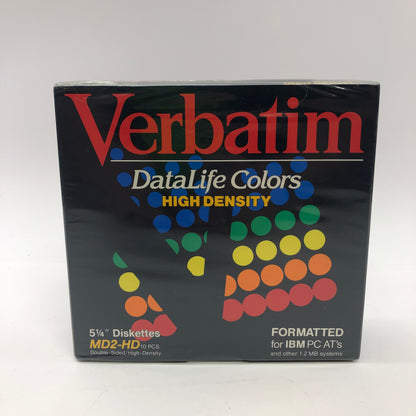 Verbatim
DataLife Colors
HIGH DENSITY
5¼" Diskettes
MD2-HD 10 PCS
Double-Sided/High-Density
FORMATTED
for IBM PC AT's
and other 1.2 MB systems